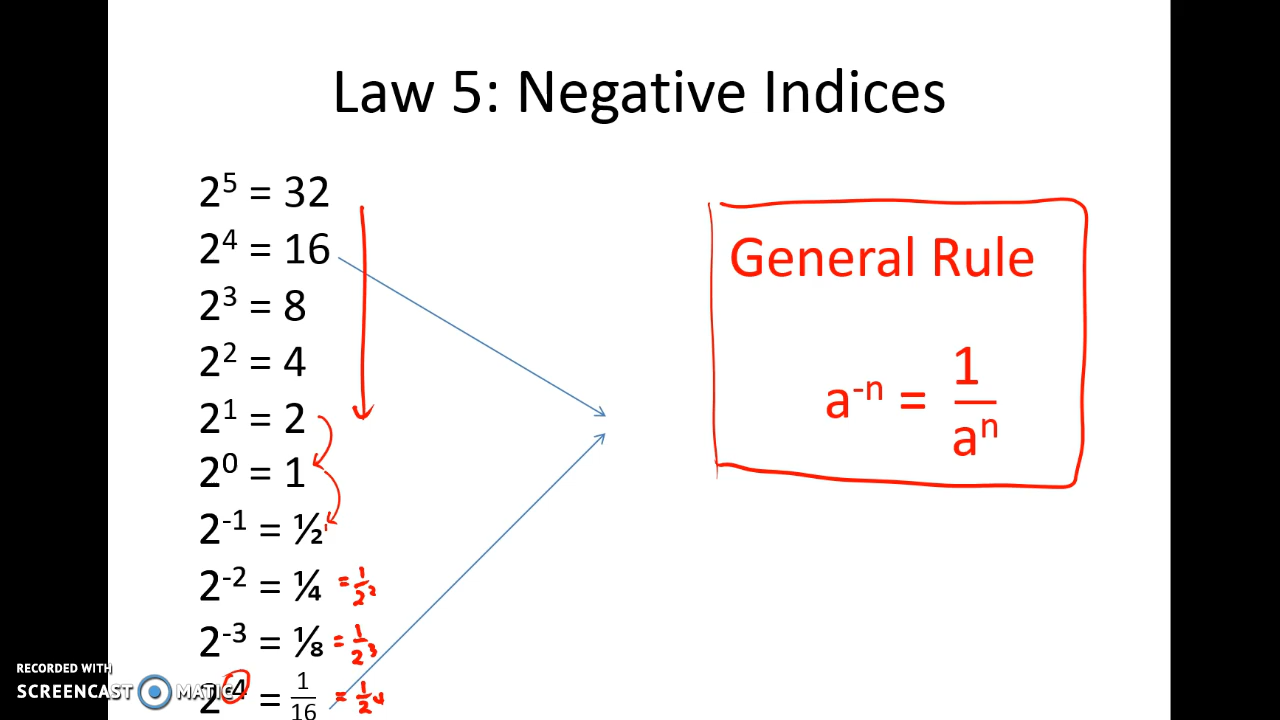 Law 5: Negative Indices
2⁵ = 32
2⁴ = 16
2³ = 8
2² = 4
2¹ = 2
2⁰ = 1
2⁻¹ = ½
2⁻² = ¼ = 1/2²
2⁻³ = ⅛ = 1/2³
2⁻⁴ = 1/16 = 1/2⁴
General Rule
a⁻ⁿ = 1/aⁿ
RECORDED WITH
SCREENCAST MATIC